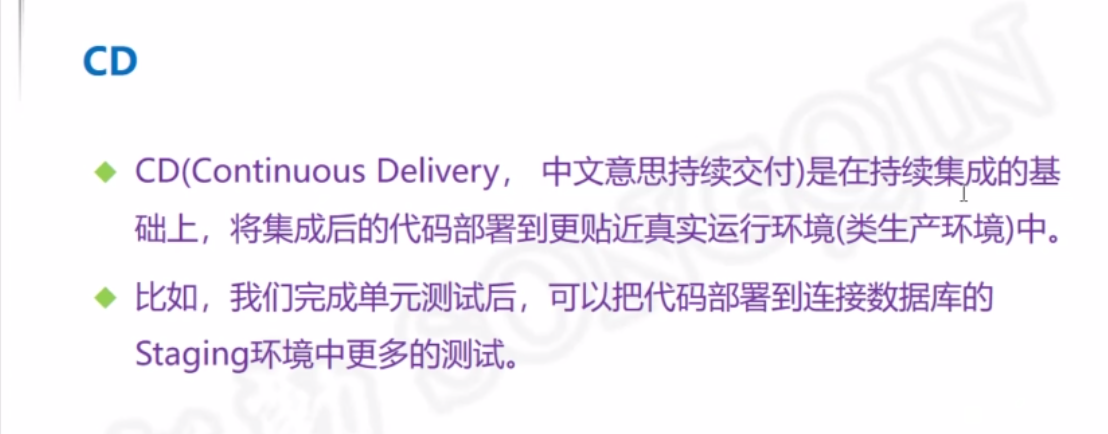 CD
CD(Continuous Delivery， 中文意思持续交付)是在持续集成的基
础上，将集成后的代码部署到更贴近真实运行环境(类生产环境)中。
比如，我们完成单元测试后，可以把代码部署到连接数据库的
Staging环境中更多的测试。
SONGQIN